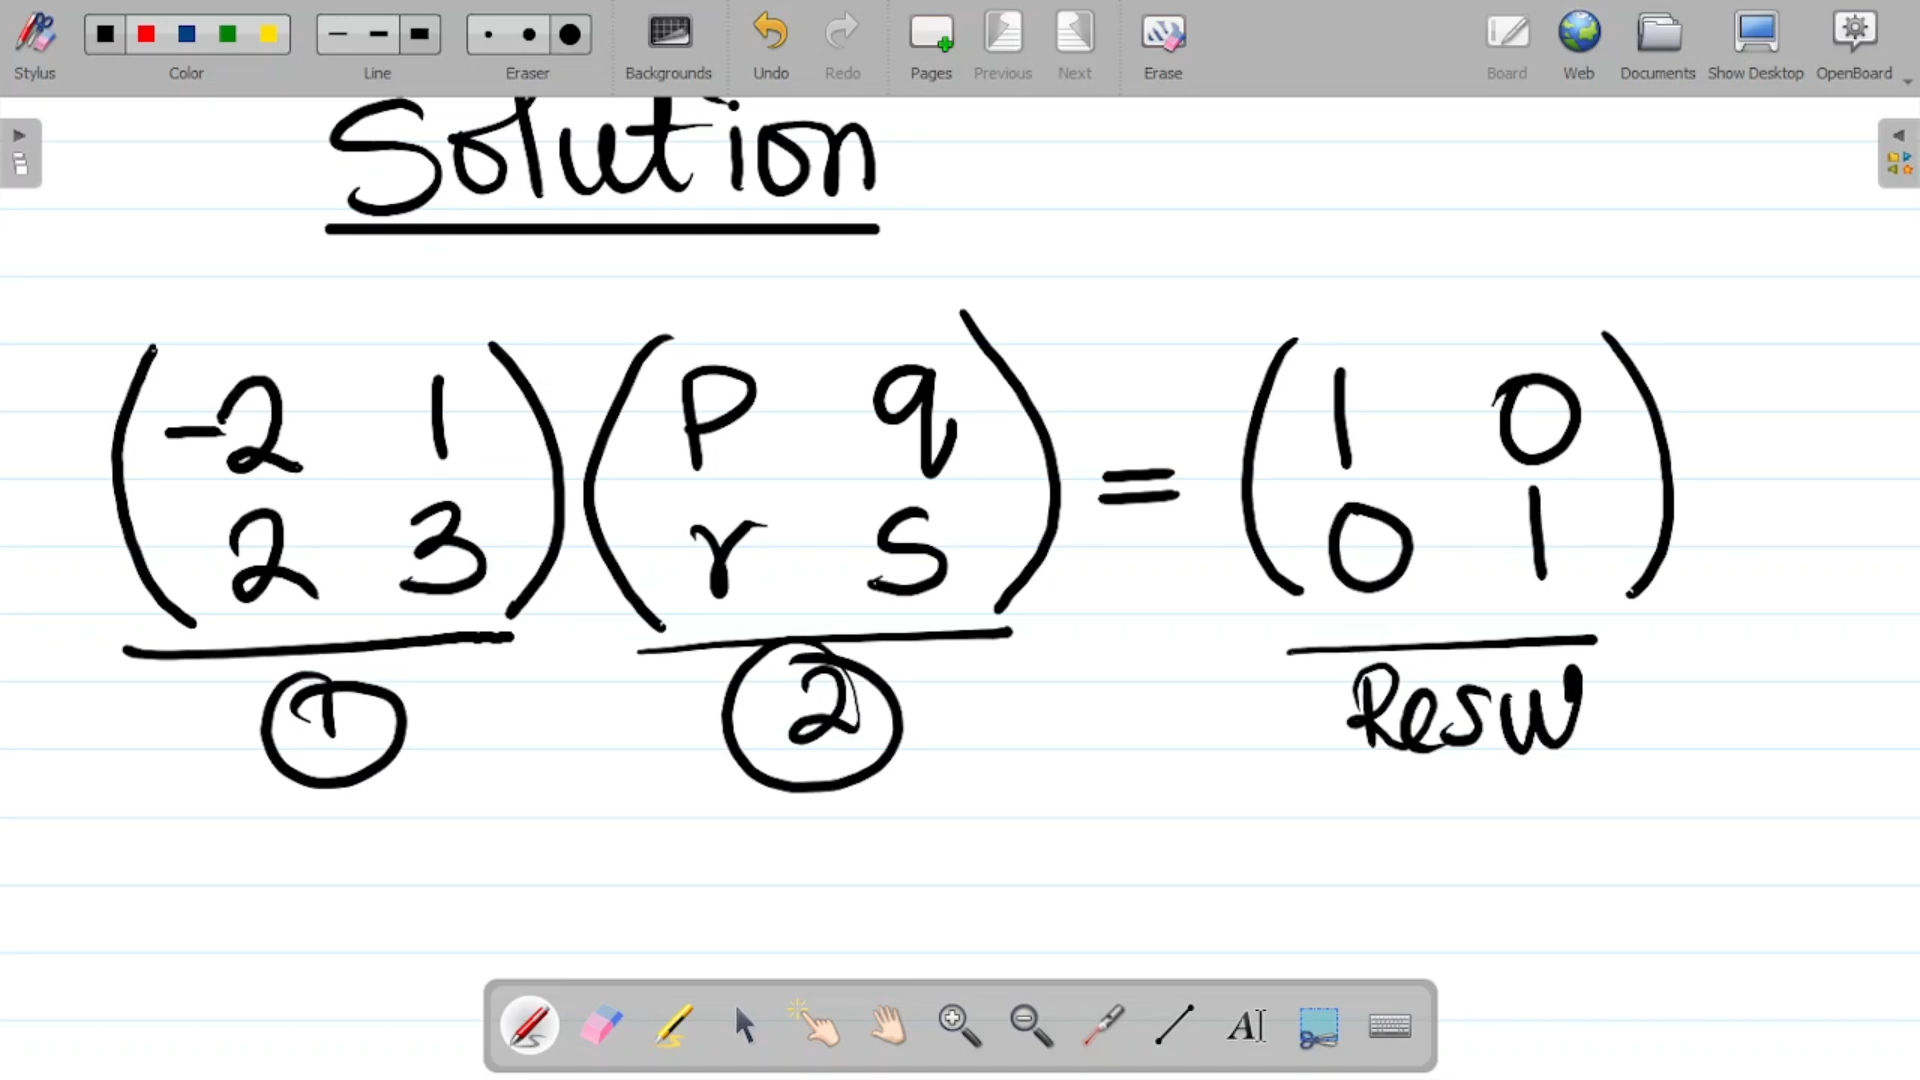 Stylus Color Line Eraser Backgrounds Undo Redo Pages Previous Next Erase Board Web Documents Show Desktop OpenBoard
Solution
(-2 1) (p q) = (1 0)
(2 3) (r s) (0 1)
1 2 Resu